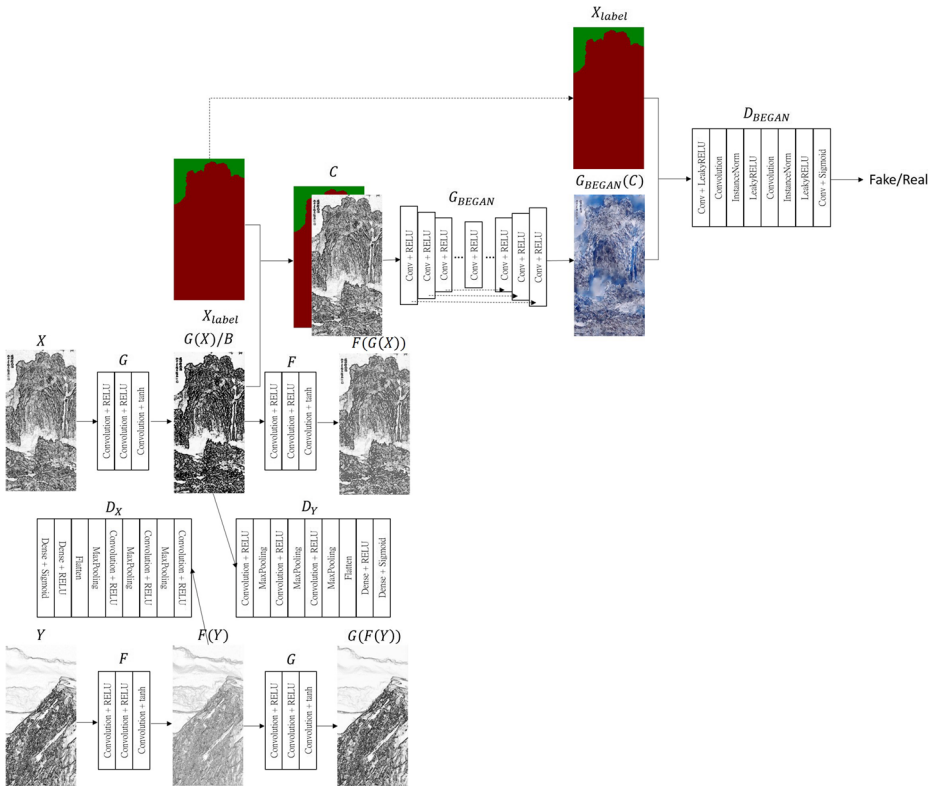 X_label
D_BEGAN
Conv + LeakyRELU
Convolution
InstanceNorm
LeakyRELU
Convolution
InstanceNorm
LeakyRELU
Conv + Sigmoid
Fake/Real
C
G_BEGAN
Conv + RELU
Conv + RELU
Conv + RELU
Conv + RELU
Conv + RELU
Conv + RELU
Conv + RELU
G_BEGAN(C)
X_label
X
G
G(X)/B
F
F(G(X))
Convolution + RELU
Convolution + RELU
Convolution + tanh
Convolution + RELU
Convolution + RELU
Convolution + tanh
D_X
Dense + Sigmoid
Dense + RELU
Flatten
MaxPooling
Convolution + RELU
MaxPooling
Convolution + RELU
MaxPooling
Convolution + RELU
D_Y
Convolution + RELU
MaxPooling
Convolution + RELU
MaxPooling
Convolution + RELU
MaxPooling
Flatten
Dense + RELU
Dense + Sigmoid
Y
F
F(Y)
G
G(F(Y))
Convolution + RELU
Convolution + RELU
Convolution + tanh
Convolution + RELU
Convolution + RELU
Convolution + tanh